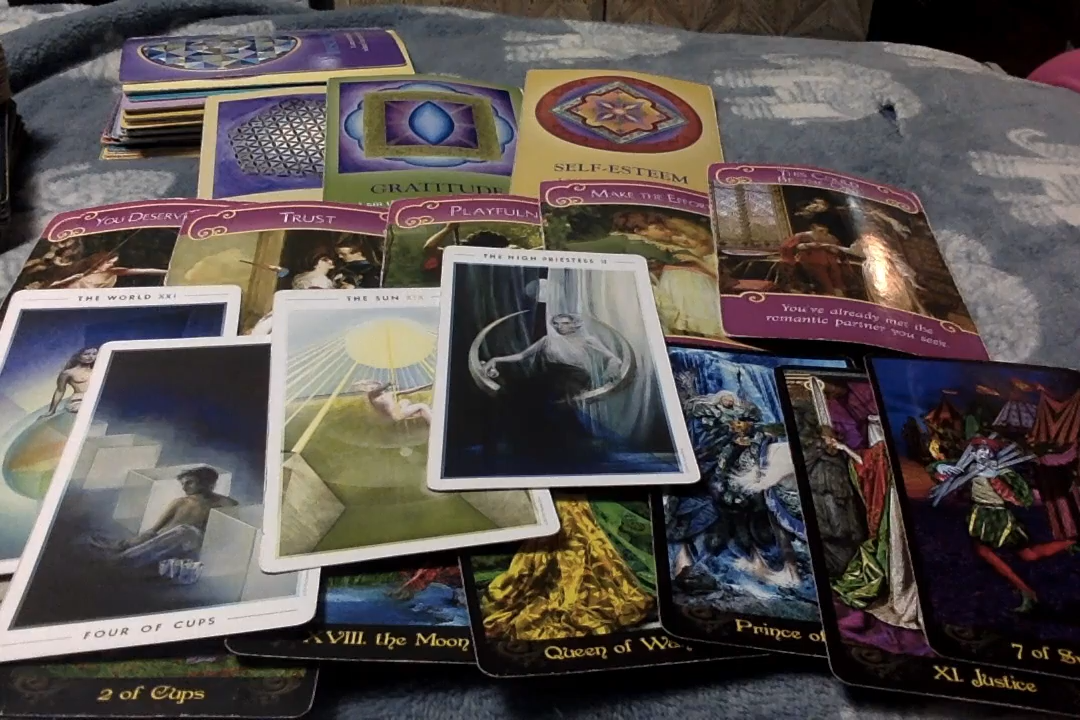 GRATITUDE
SELF-ESTEEM
YOU DESERV
TRUST
PLAYFULN
MAKE THE EFFOR
THIS COULD
You've already met the
romantic partner you seek.
THE WORLD XXI
THE SUN XIX
THE HIGH PRIESTESS II
FOUR OF CUPS
2 of Cups
XVIII. the Moon
Queen of Wa
Prince of
XI. Justice
7 of S